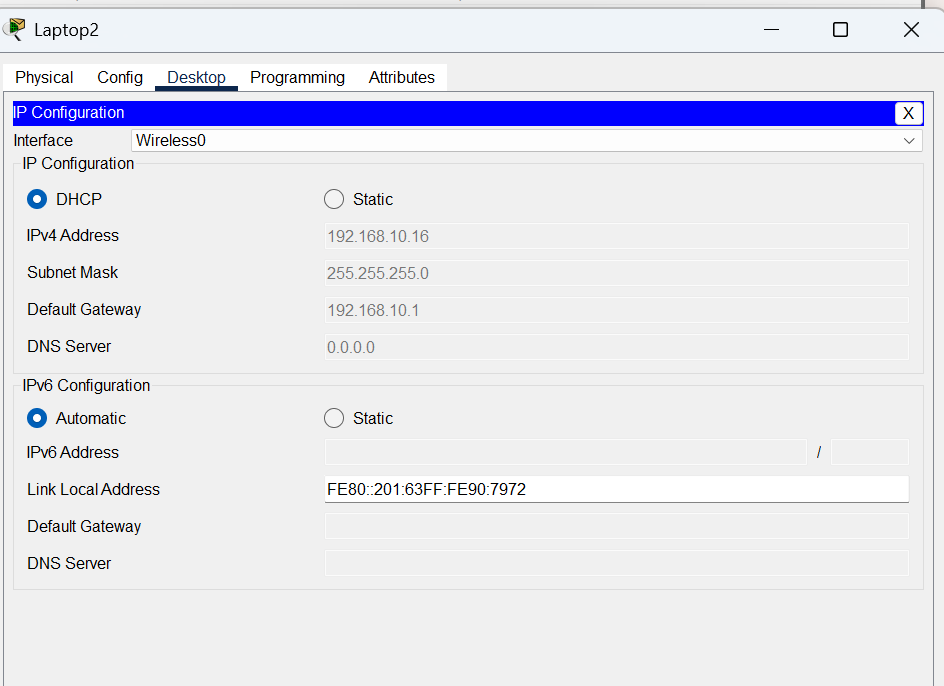 Laptop2
Physical Config Desktop Programming Attributes
IP Configuration X
Interface Wireless0
IP Configuration
DHCP Static
IPv4 Address 192.168.10.16
Subnet Mask 255.255.255.0
Default Gateway 192.168.10.1
DNS Server 0.0.0.0
IPv6 Configuration
Automatic Static
IPv6 Address /
Link Local Address FE80::201:63FF:FE90:7972
Default Gateway
DNS Server